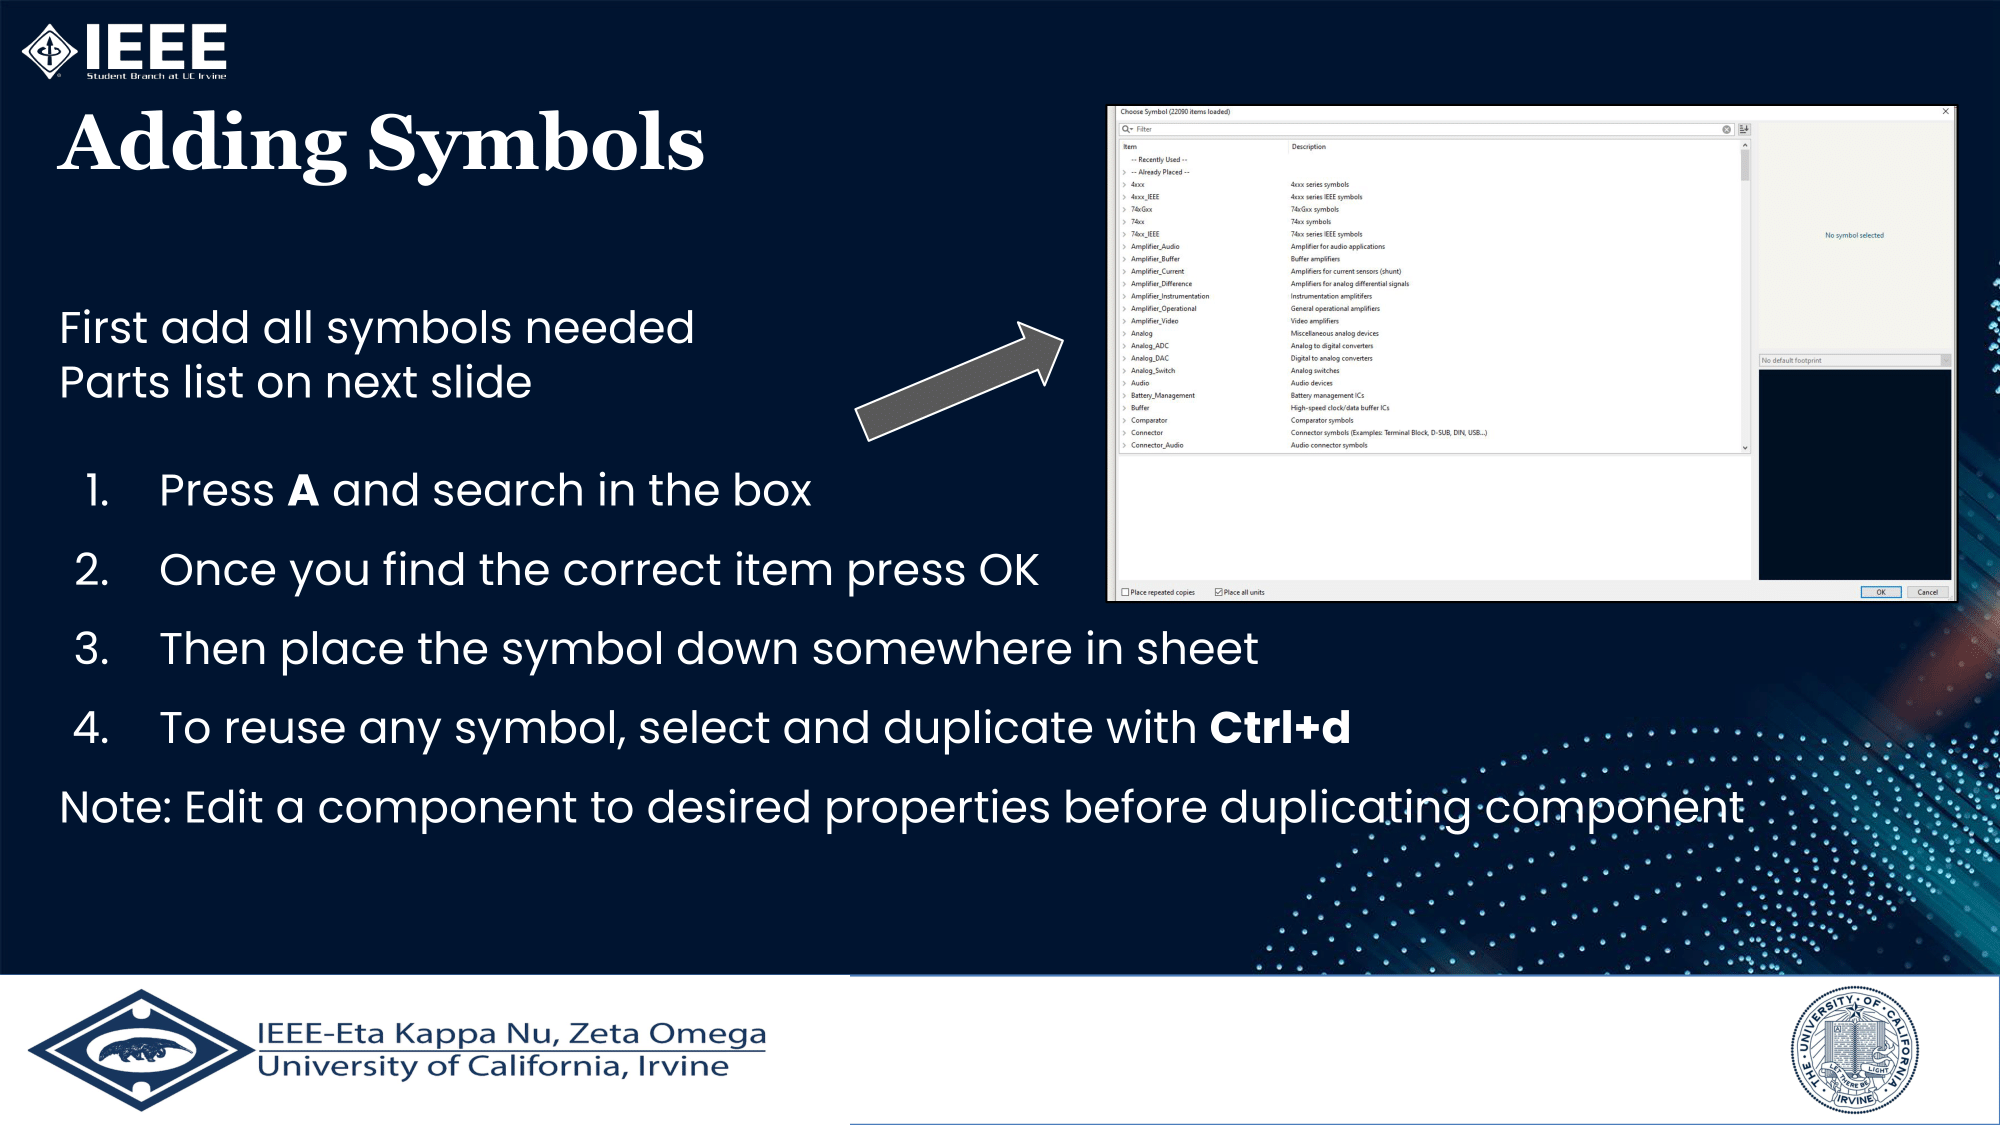 IEEE
Student Branch at UC Irvine
Adding Symbols
First add all symbols needed
Parts list on next slide
1. Press A and search in the box
2. Once you find the correct item press OK
3. Then place the symbol down somewhere in sheet
4. To reuse any symbol, select and duplicate with Ctrl+d
Note: Edit a component to desired properties before duplicating component
Choose Symbol (22090 items loaded)
Filter
Item Description
-- Recently Used --
-- Already Placed --
4xxx 4xxx series symbols
4xxx_IEEE 4xxx series IEEE symbols
74xGxx 74xGxx symbols
74xx 74xx symbols
74xx_IEEE 74xx series IEEE symbols
Amplifier_Audio Amplifier for audio applications
Amplifier_Buffer Buffer amplifiers
Amplifier_Current Amplifiers for current sensors (shunt)
Amplifier_Difference Amplifiers for analog differential signals
Amplifier_Instrumentation Instrumentation amplitifers
Amplifier_Operational General operational amplifiers
Amplifier_Video Video amplifiers
Analog Miscellaneous analog devices
Analog_ADC Analog to digital converters
Analog_DAC Digital to analog converters
Analog_Switch Analog switches
Audio Audio devices
Battery_Management Battery management ICs
Buffer High-speed clock/data buffer ICs
Comparator Comparator symbols
Connector Connector symbols (Examples: Terminal Block, D-SUB, DIN, USB...)
Connector_Audio Audio connector symbols
No symbol selected
No default footprint
Place repeated copies Place all units
OK Cancel
IEEE-Eta Kappa Nu, Zeta Omega
University of California, Irvine
THE UNIVERSITY OF CALIFORNIA
LET THERE BE LIGHT
IRVINE